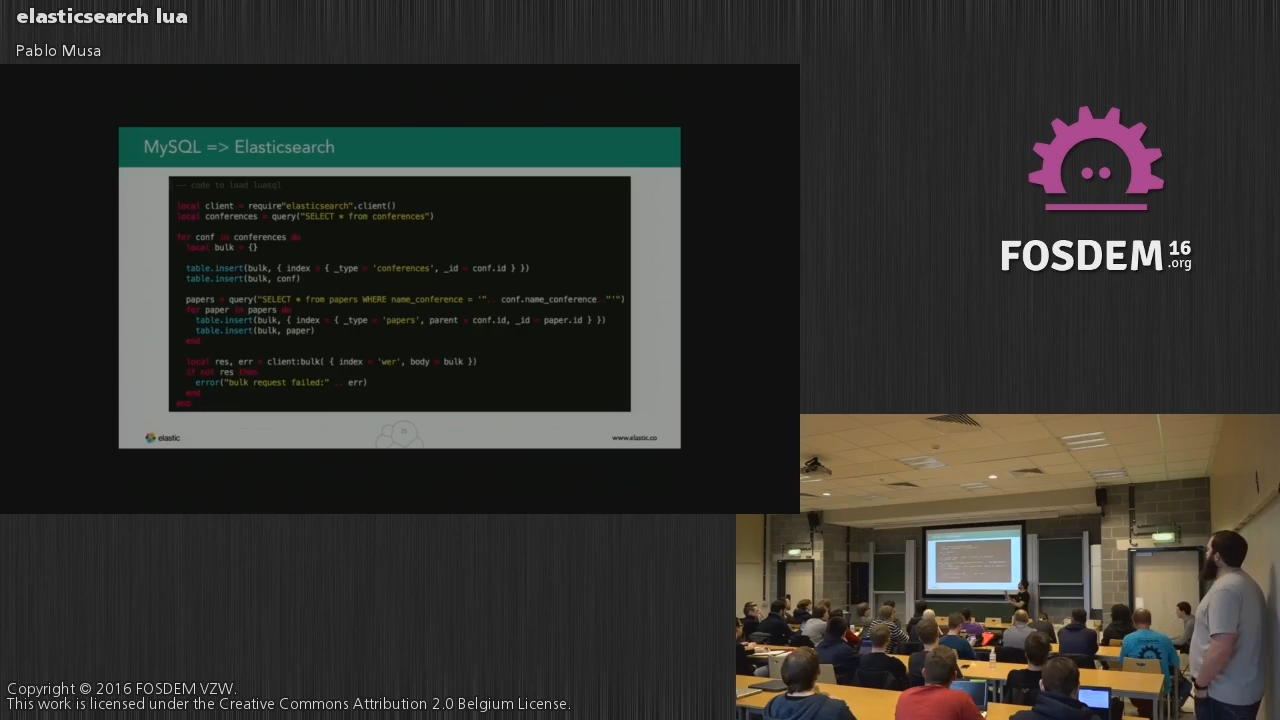 elasticsearch lua
Pablo Musa
MySQL => Elasticsearch
-- code to load luasql
local client = require"elasticsearch".client()
local conferences = query("SELECT * from conferences")
for conf in conferences do
local bulk = {}
table.insert(bulk, { index = { _type = 'conferences', _id = conf.id } })
table.insert(bulk, conf)
papers = query("SELECT * from papers WHERE name_conference = '".. conf.name_conference.."'")
for paper in papers do
table.insert(bulk, { index = { _type = 'papers', parent = conf.id, _id = paper.id } })
table.insert(bulk, paper)
end
local res, err = client:bulk( { index = 'wer', body = bulk })
if not res then
error("bulk request failed:" .. err)
end
end
elastic
25
www.elastic.co
FOSDEM 16 .org
Copyright © 2016 FOSDEM VZW.
This work is licensed under the Creative Commons Attribution 2.0 Belgium License.